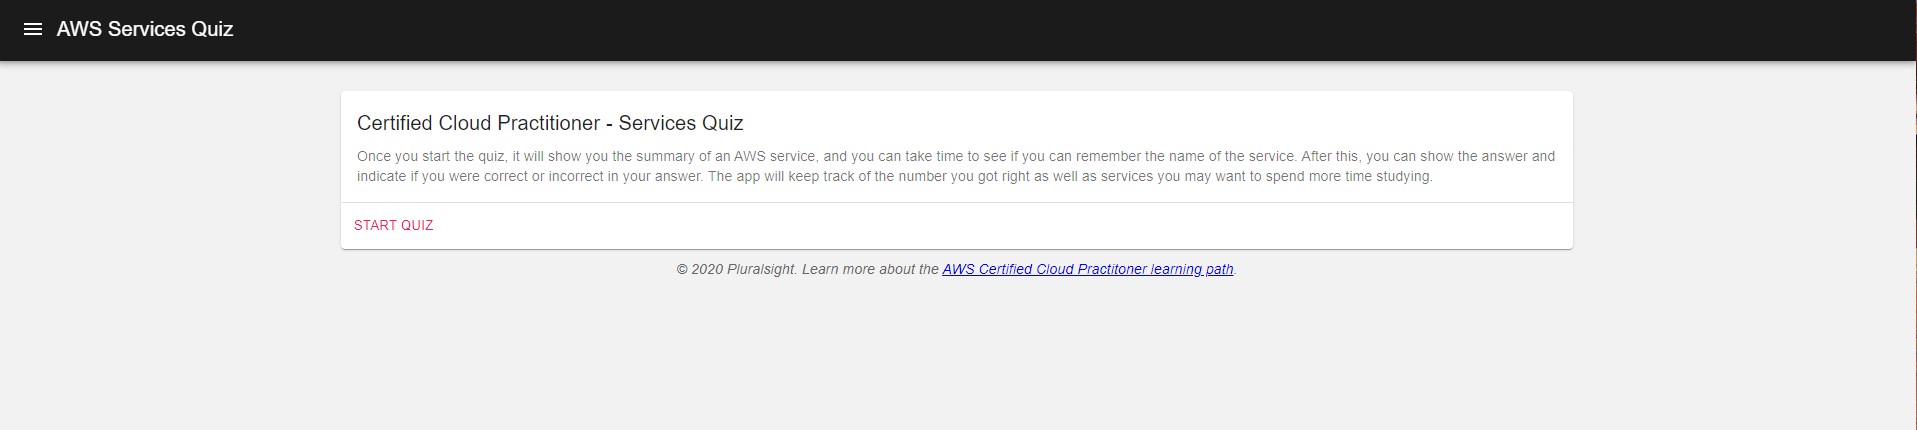 AWS Services Quiz
Certified Cloud Practitioner - Services Quiz
Once you start the quiz, it will show you the summary of an AWS service, and you can take time to see if you can remember the name of the service. After this, you can show the answer and
indicate if you were correct or incorrect in your answer. The app will keep track of the number you got right as well as services you may want to spend more time studying.
START QUIZ
© 2020 Pluralsight. Learn more about the AWS Certified Cloud Practitoner learning path.